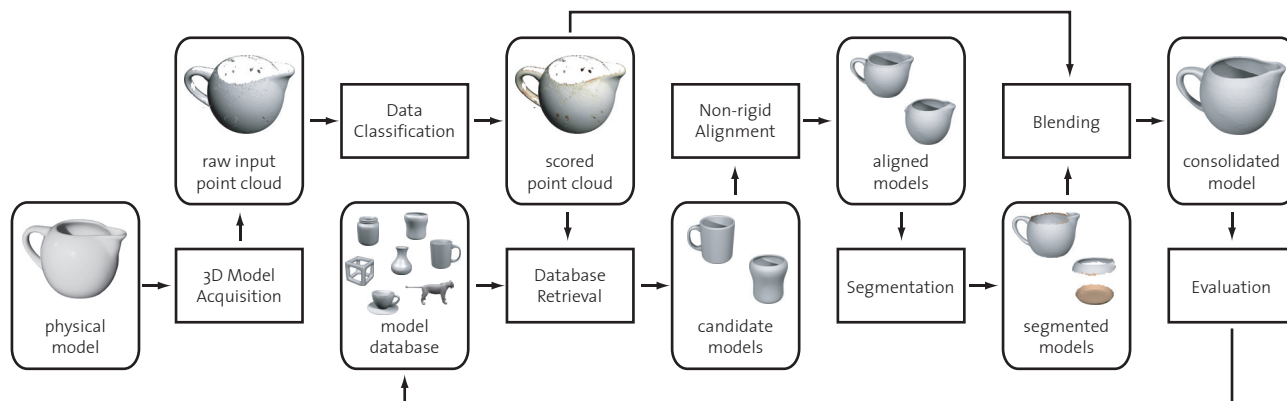 raw input
point cloud
Data
Classification
scored
point cloud
Non-rigid
Alignment
aligned
models
Blending
consolidated
model
physical
model
3D Model
Acquisition
model
database
Database
Retrieval
candidate
models
Segmentation
segmented
models
Evaluation